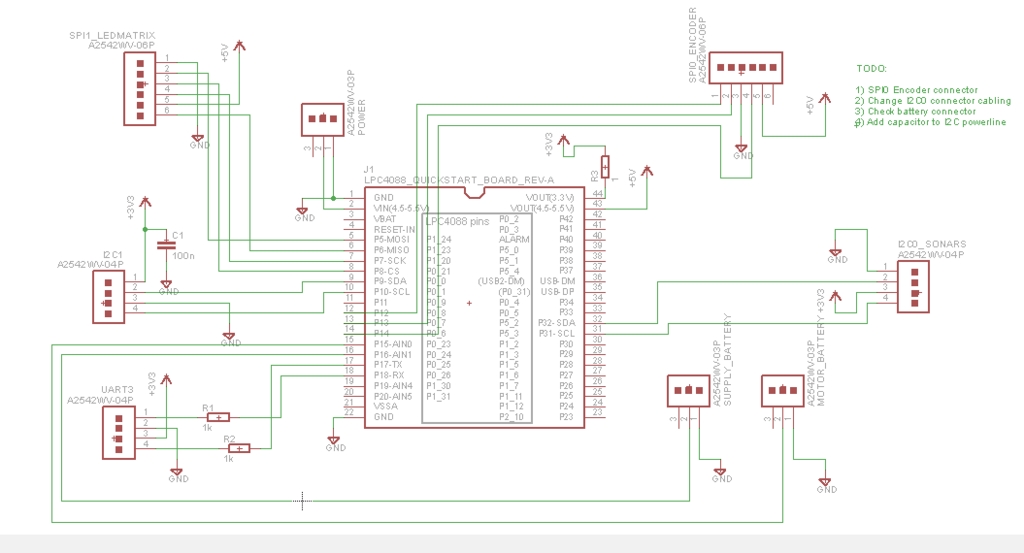 SPI1_LEDMATRIX
A2542WV-06P
1
2
3
4
5
6
+5V
GND
A2542WV-03P
POWER
3
2
1
SPI0_ENCODER
A2542WV-06P
1
2
3
4
5
6
GND
+5V
TODO:
1) SPI0 Encoder connector
2) Change I2C0 connector cabling
3) Check battery connector
4) Add capacitor to I2C powerline
+3V3
R3
1
+5V
J1
LPC4088_QUICKSTART_BOARD_REV-A
LPC4088 pins
1 GND VOUT(3.3V) 44
2 VIN(4.5-5.5V) VOUT(4.5-5.5V) 43
3 VBAT P0_2 P42 42
4 RESET-IN P0_3 P41 41
5 P5-MOSI P1_24 ALARM P40 40
6 P6-MISO P1_23 P5_0 P39 39
7 P7-SCK P1_20 P5_1 P38 38
8 P8-CS P0_21 P5_4 P37 37
9 P9-SDA P0_0 (USB2-DM) USB-DM 36
10 P10-SCL P0_1 (P0_31) USB-DP 35
11 P11 P0_9 P0_4 P34 34
12 P12 P0_8 P0_5 P33 33
13 P13 P0_7 P5_2 P32-SDA 32
14 P14 P0_6 P5_3 P31-SCL 31
15 P15-AIN0 P0_23 P1_2 P30 30
16 P16-AIN1 P0_24 P1_3 P29 29
17 P17-TX P0_25 P1_5 P28 28
18 P18-RX P0_26 P1_6 P27 27
19 P19-AIN4 P1_30 P1_7 P26 26
20 P20-AIN5 P1_31 P1_11 P25 25
21 VSSA P1_12 P24 24
22 GND P2_10 P23 23
GND
GND
+3V3
C1
100n
GND
I2C1
A2542WV-04P
1
2
3
4
GND
UART3
A2542WV-04P
1
2
3
4
+3V3
R1
1k
R2
1k
GND
GND
I2C0_SONARS
A2542WV-04P
1
2
3
4
+3V3
A2542WV-03P
SUPPLY_BATTERY
3
2
1
GND
A2542WV-03P
MOTOR_BATTERY
3
2
1
GND